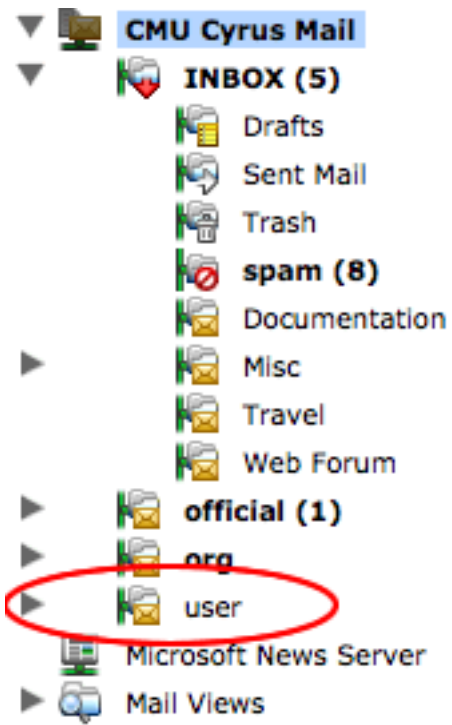 CMU Cyrus Mail
INBOX (5)
Drafts
Sent Mail
Trash
spam (8)
Documentation
Misc
Travel
Web Forum
official (1)
org
user
Microsoft News Server
Mail Views